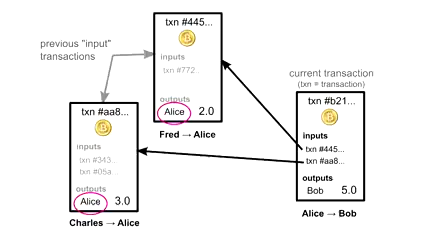 previous "input"
transactions
txn #445...
inputs
txn #772..
outputs
Alice 2.0
Fred → Alice
txn #aa8...
inputs
txn #343..
txn #05a...
outputs
Alice 3.0
Charles → Alice
current transaction
(txn = transaction)
txn #b21...
inputs
txn #445...
txn #aa8...
outputs
Bob 5.0
Alice → Bob